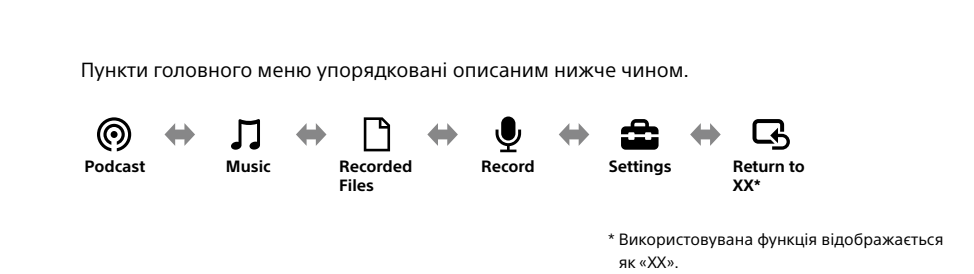 Пункти головного меню упорядковані описаним нижче чином.
Podcast Music Recorded Files Record Settings Return to XX*
* Використовувана функція відображається
як «XX».